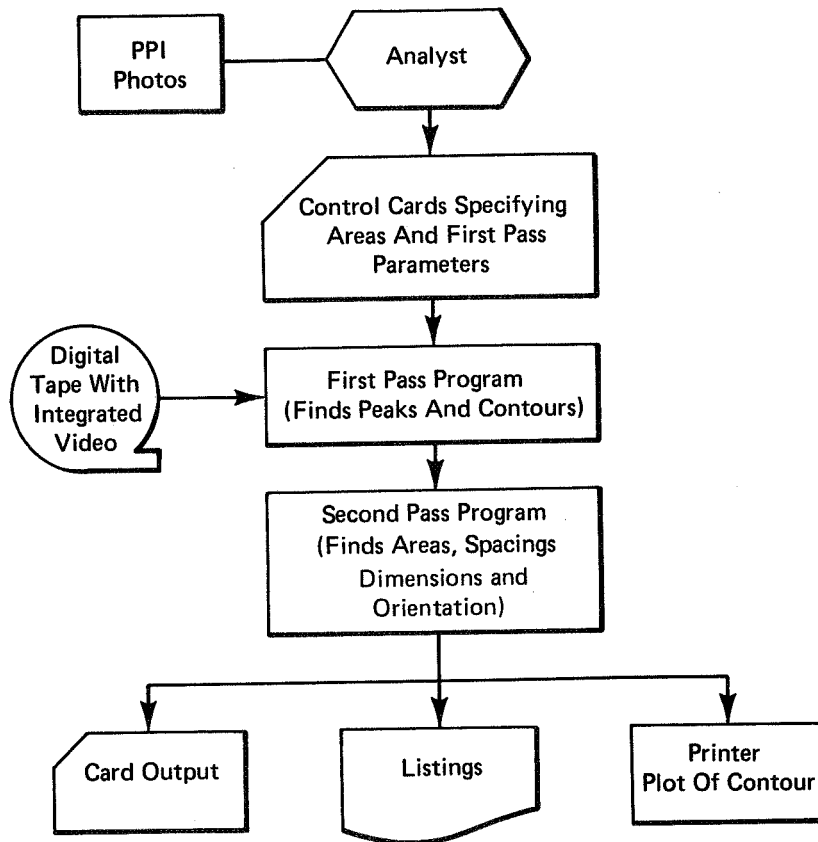 PPI
Photos
Analyst
Control Cards Specifying
Areas And First Pass
Parameters
Digital
Tape With
Integrated
Video
First Pass Program
(Finds Peaks And Contours)
Second Pass Program
(Finds Areas, Spacings
Dimensions and
Orientation)
Card Output
Listings
Printer
Plot Of Contour